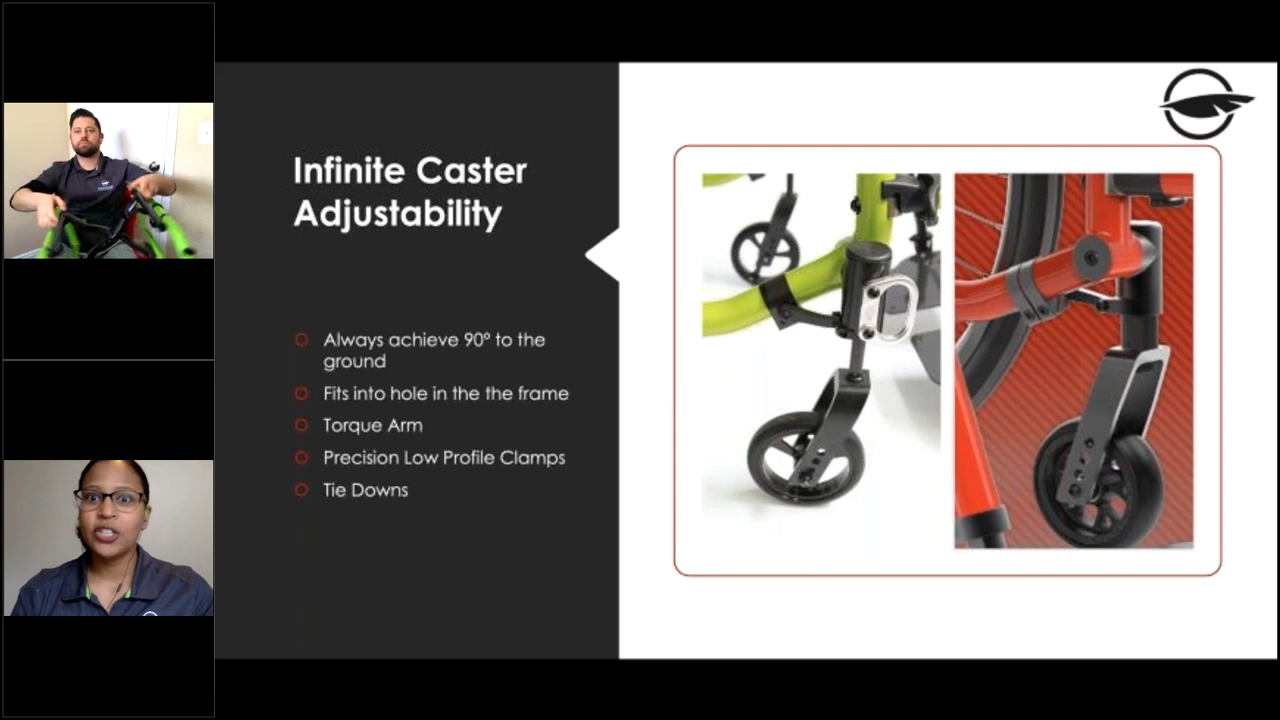 Infinite Caster
Adjustability
Always achieve 90º to the
ground
Fits into hole in the the frame
Torque Arm
Precision Low Profile Clamps
Tie Downs